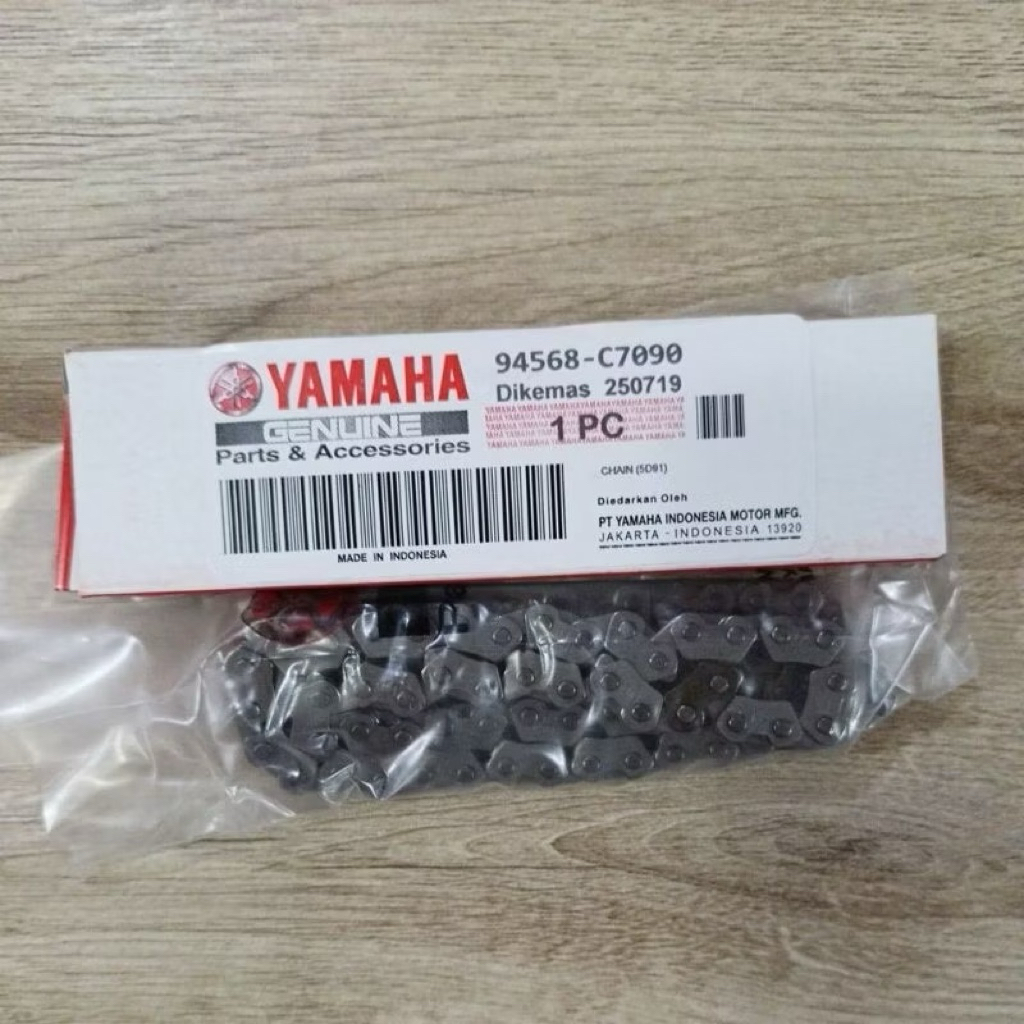 YAMAHA
GENUINE
Parts & Accessories
94568-C7090
Dikemas 250719
1 PC
CHAIN (5D91)
Diedarkan Oleh
PT YAMAHA INDONESIA MOTOR MFG.
JAKARTA - INDONESIA 13920
MADE IN INDONESIA